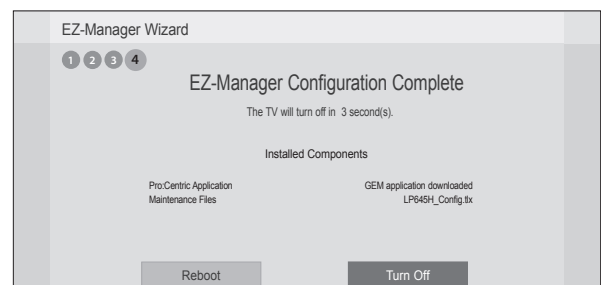 EZ-Manager Wizard
1 2 3 4
EZ-Manager Configuration Complete
The TV will turn off in 3 second(s).
Installed Components
Pro:Centric Application GEM application downloaded
Maintenance Files LP645H_Config.tlx
Reboot Turn Off